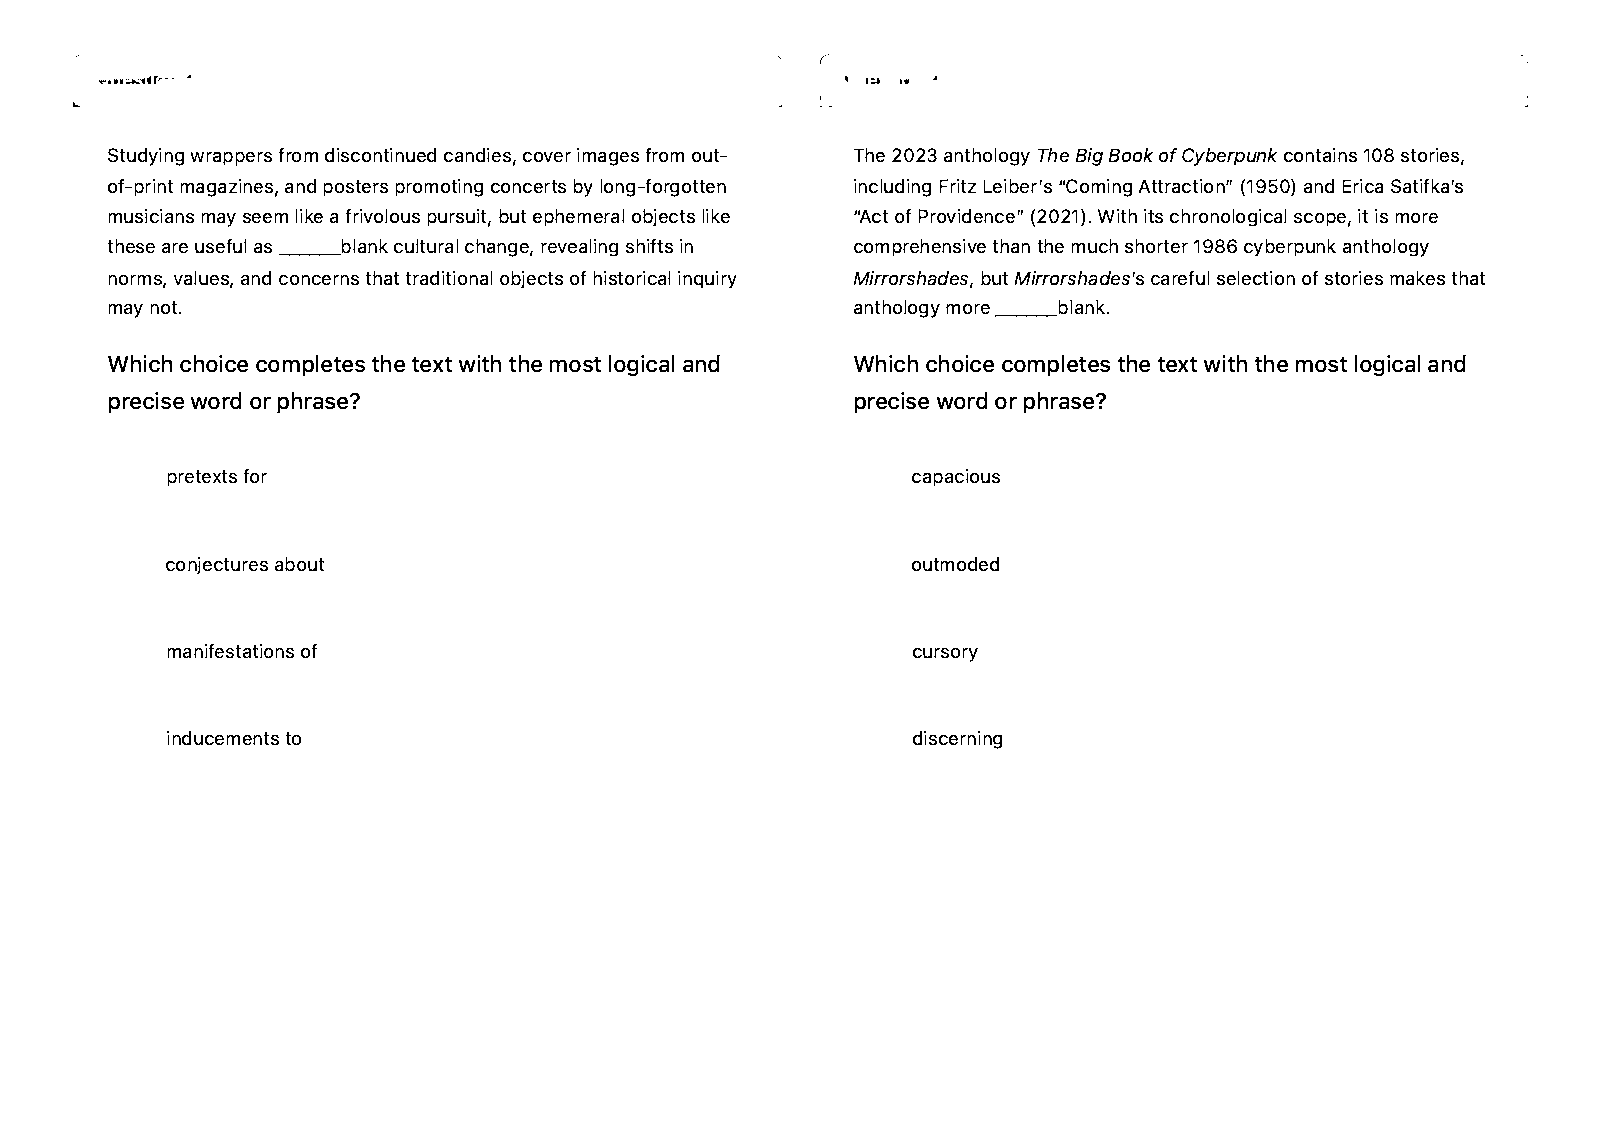 Studying wrappers from discontinued candies, cover images from out-
of-print magazines, and posters promoting concerts by long-forgotten
musicians may seem like a frivolous pursuit, but ephemeral objects like
these are useful as ______blank cultural change, revealing shifts in
norms, values, and concerns that traditional objects of historical inquiry
may not.
Which choice completes the text with the most logical and
precise word or phrase?
pretexts for
conjectures about
manifestations of
inducements to
The 2023 anthology The Big Book of Cyberpunk contains 108 stories,
including Fritz Leiber’s “Coming Attraction” (1950) and Erica Satifka’s
“Act of Providence” (2021). With its chronological scope, it is more
comprehensive than the much shorter 1986 cyberpunk anthology
Mirrorshades, but Mirrorshades’s careful selection of stories makes that
anthology more ______blank.
Which choice completes the text with the most logical and
precise word or phrase?
capacious
outmoded
cursory
discerning